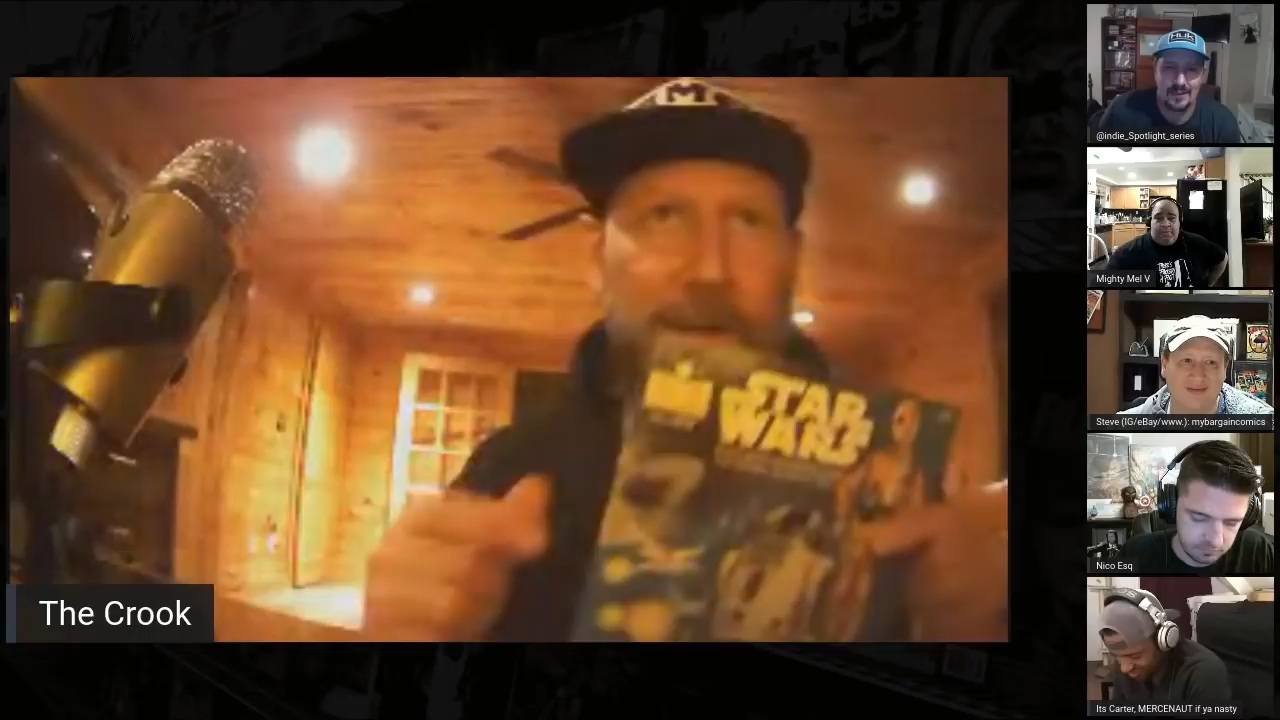 HUK
@indie_Spotlight_series
M
Mighty Mel V
STAR
WARS
Steve (IG/eBay/www.): mybargaincomics
Nico Esq
The Crook
Its Carter, MERCENAUT if ya nasty